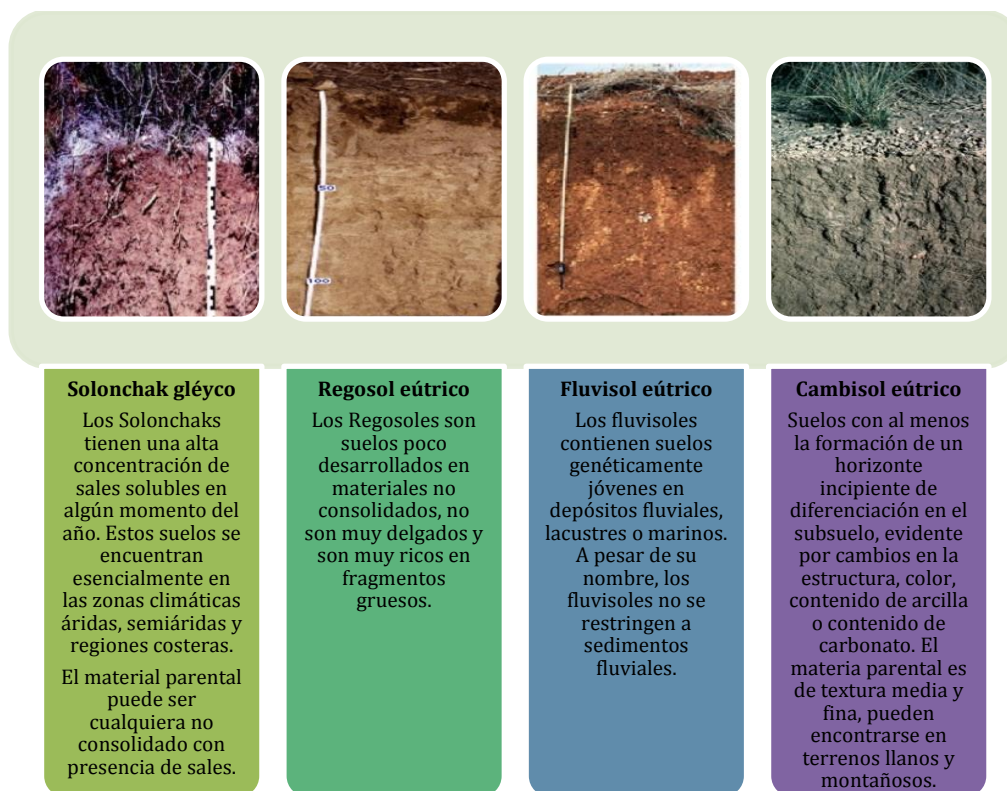 50
100
Solonchak gléyco
Los Solonchaks
tienen una alta
concentración de
sales solubles en
algún momento del
año. Estos suelos se
encuentran
esencialmente en
las zonas climáticas
áridas, semiáridas y
regiones costeras.
El material parental
puede ser
cualquiera no
consolidado con
presencia de sales.
Regosol eútrico
Los Regosoles son
suelos poco
desarrollados en
materiales no
consolidados, no
son muy delgados y
son muy ricos en
fragmentos
gruesos.
Fluvisol eútrico
Los fluvisoles
contienen suelos
genéticamente
jóvenes en
depósitos fluviales,
lacustres o marinos.
A pesar de su
nombre, los
fluvisoles no se
restringen a
sedimentos
fluviales.
Cambisol eútrico
Suelos con al menos
la formación de un
horizonte
incipiente de
diferenciación en el
subsuelo, evidente
por cambios en la
estructura, color,
contenido de arcilla
o contenido de
carbonato. El
materia parental es
de textura media y
fina, pueden
encontrarse en
terrenos llanos y
montañosos.